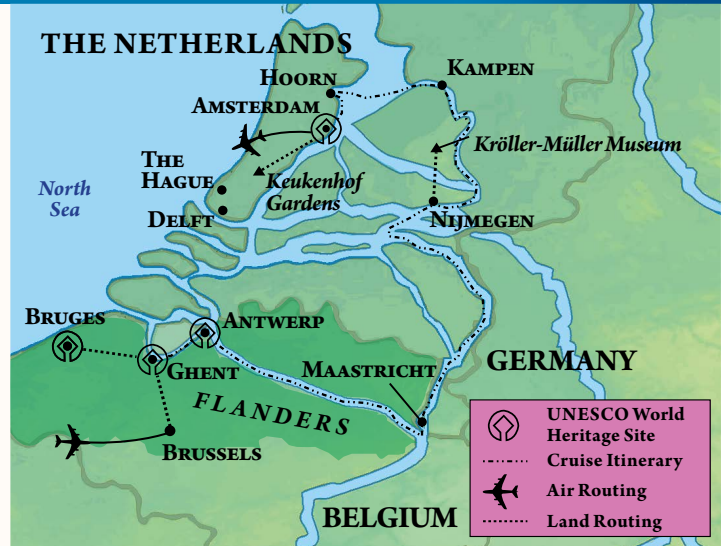 THE NETHERLANDS
HOORN
KAMPEN
AMSTERDAM
Kröller-Müller Museum
THE
HAGUE
Keukenhof
Gardens
North
Sea
DELFT
NIJMEGEN
BRUGES
ANTWERP
GHENT
MAASTRICHT
GERMANY
FLANDERS
BRUSSELS
BELGIUM
UNESCO World
Heritage Site
Cruise Itinerary
Air Routing
Land Routing